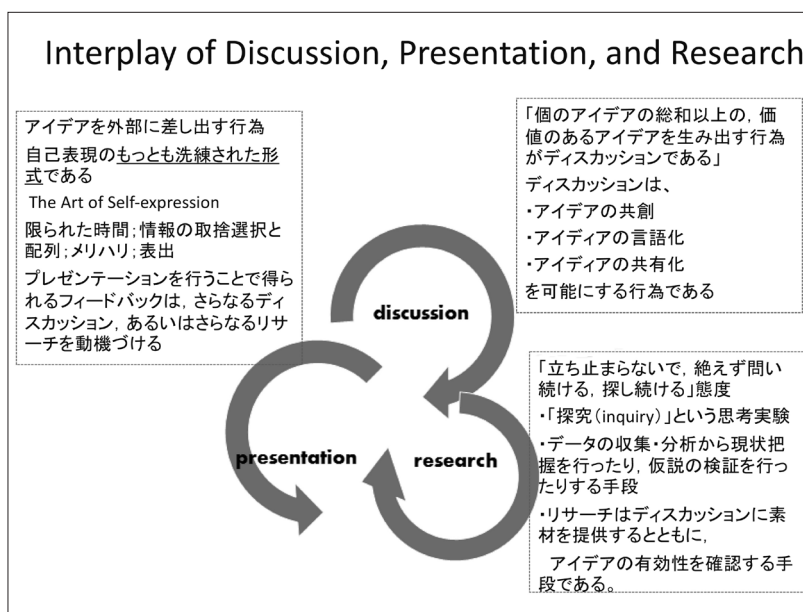 Interplay of Discussion, Presentation, and Research
アイデアを外部に差し出す行為
自己表現のもっとも洗練された形
式である
The Art of Self-expression
限られた時間；情報の取捨選択と
配列；メリハリ；表出
プレゼンテーションを行うことで得ら
れるフィードバックは，さらなるディ
スカッション，あるいはさらなるリサ
ーチを動機づける
「個のアイデアの総和以上の，価
値のあるアイデアを生み出す行為
がディスカッションである」
ディスカッションは、
・アイデアの共創
・アイディアの言語化
・アイディアの共有化
を可能にする行為である
discussion
presentation
research
「立ち止まらないで，絶えず問い
続ける，探し続ける」態度
・「探究（inquiry）」という思考実験
・データの収集・分析から現状把
握を行ったり，仮説の検証を行っ
たりする手段
・リサーチはディスカッションに素
材を提供するとともに，
アイデアの有効性を確認する手
段である。